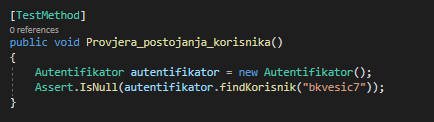 [TestMethod]
0 references
public void Provjera_postojanja_korisnika()
{
Autentifikator autentifikator = new Autentifikator();
Assert.IsNull(autentifikator.findKorisnik("bkvesic7"));
}